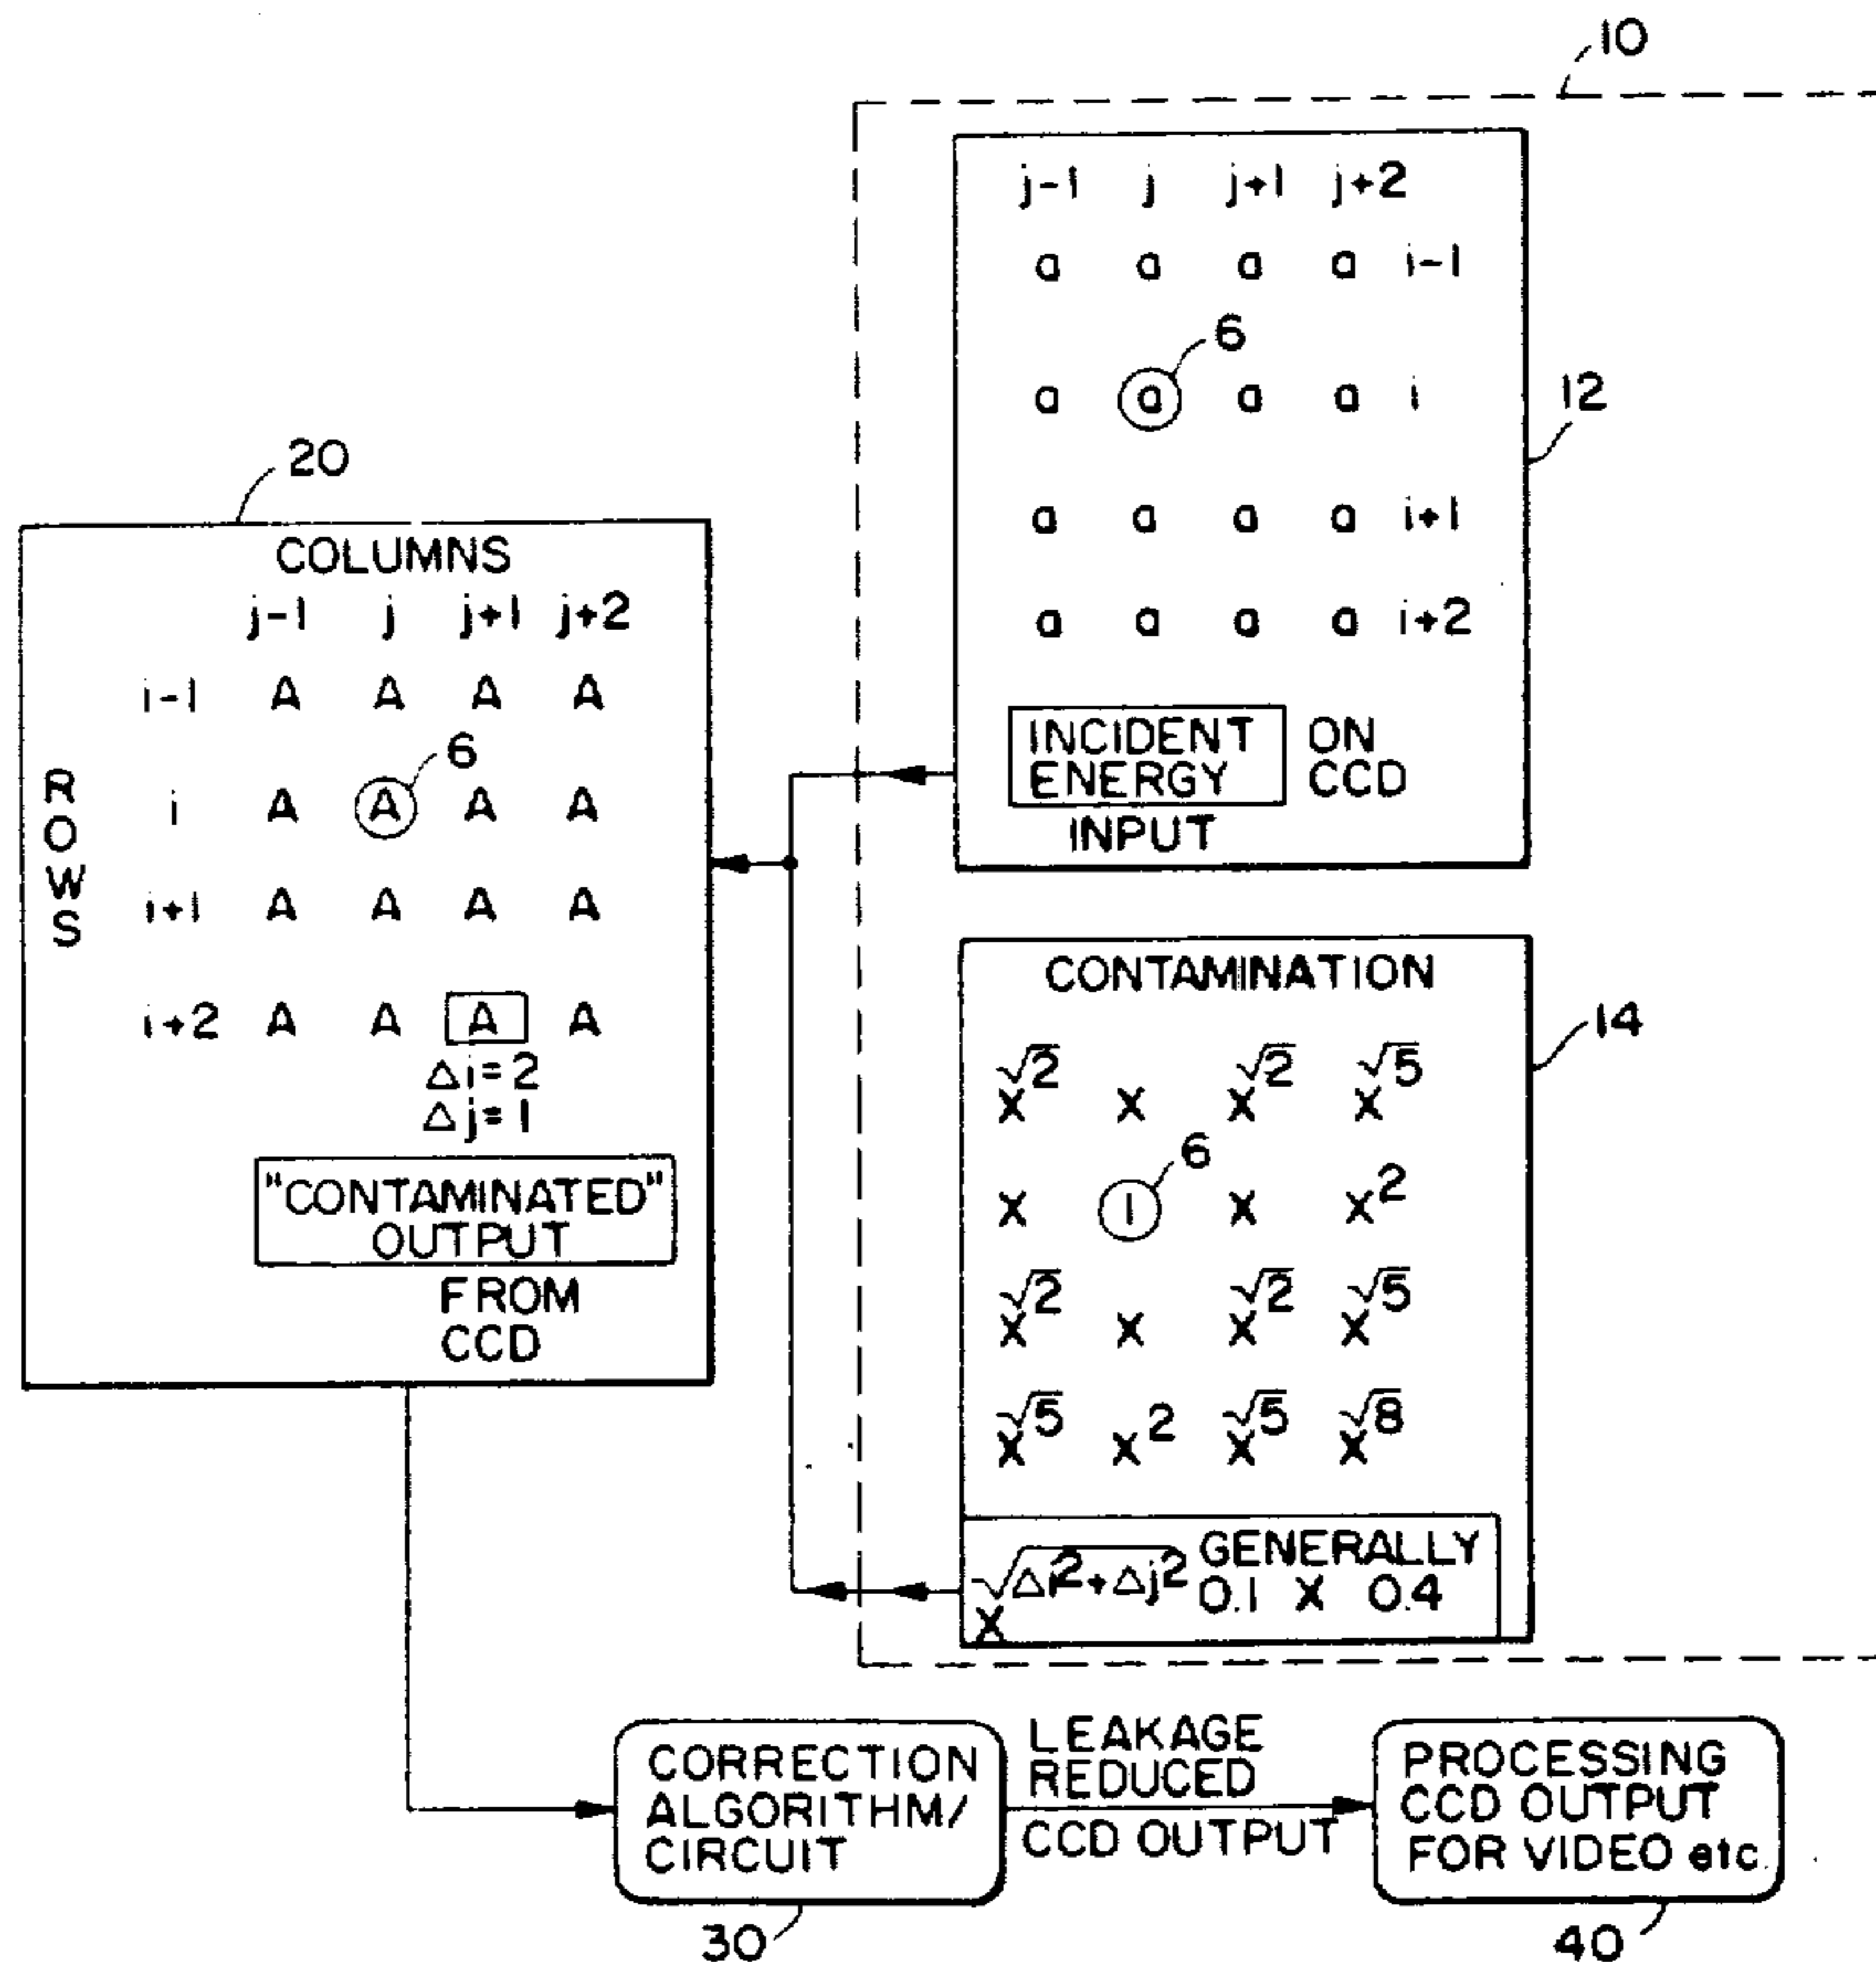 10
j-1 j j+1 j+2
a a a a i-1
6
a a a a i
12
a a a a i+1
a a a a i+2
INCIDENT ENERGY ON CCD
INPUT
20
COLUMNS
j-1 j j+1 j+2
ROWS
i-1 A A A A
6
i A A A A
i+1 A A A A
i+2 A A A A
Δi=2
Δj=1
"CONTAMINATED"
OUTPUT
FROM
CCD
CONTAMINATION
14
x^√2 x x^√2 x^√5
6
x 1 x x^2
x^√2 x x^√2 x^√5
x^√5 x^2 x^√5 x^√8
x^√Δi²+Δj² GENERALLY
0.1 X 0.4
CORRECTION
ALGORITHM/
CIRCUIT
30
LEAKAGE
REDUCED
CCD OUTPUT
PROCESSING
CCD OUTPUT
FOR VIDEO etc
40